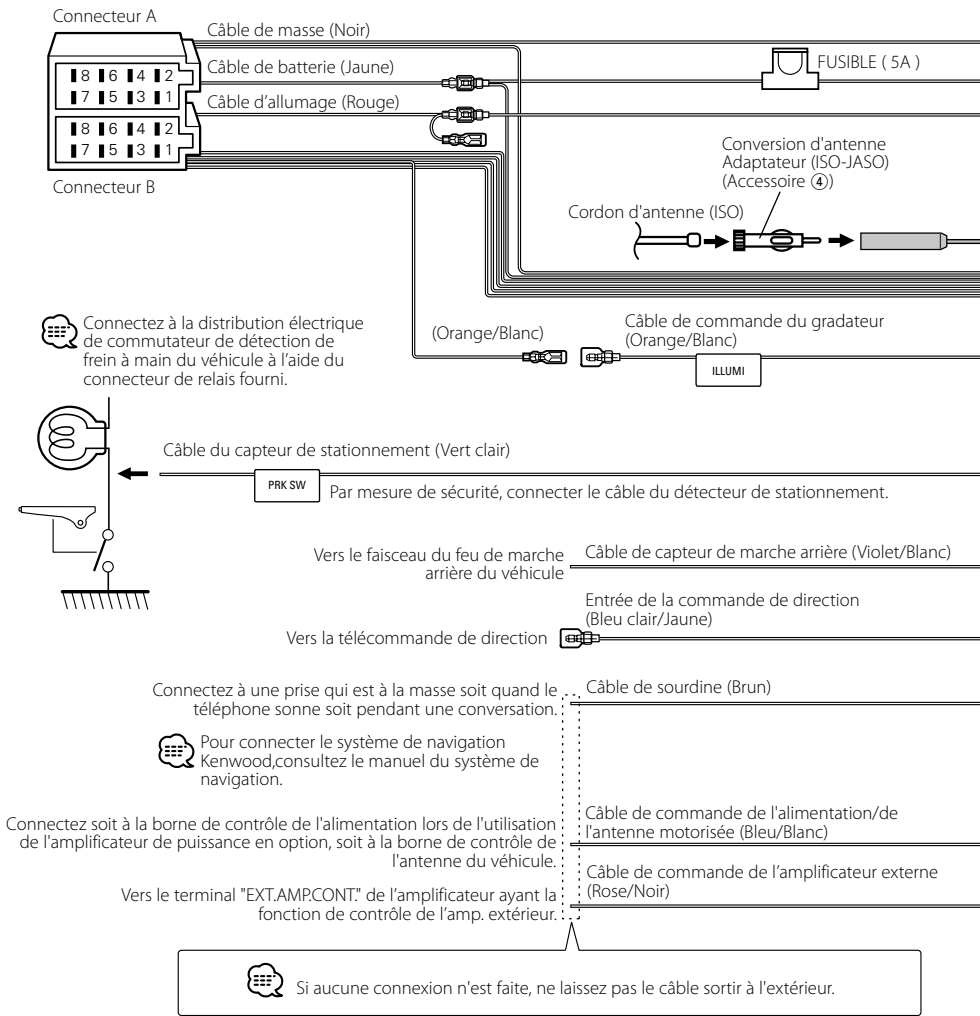 Connecteur A
Câble de masse (Noir)
FUSIBLE ( 5A )
Câble de batterie (Jaune)
8 6 4 2
7 5 3 1
Câble d'allumage (Rouge)
8 6 4 2
7 5 3 1
Connecteur B
Conversion d'antenne
Adaptateur (ISO-JASO)
(Accessoire ④)
Cordon d'antenne (ISO)
Connectez à la distribution électrique
de commutateur de détection de
frein à main du véhicule à l'aide du
connecteur de relais fourni.
(Orange/Blanc)
Câble de commande du gradateur
(Orange/Blanc)
ILLUMI
Câble du capteur de stationnement (Vert clair)
PRK SW
Par mesure de sécurité, connecter le câble du détecteur de stationnement.
Vers le faisceau du feu de marche
arrière du véhicule
Câble de capteur de marche arrière (Violet/Blanc)
Entrée de la commande de direction
(Bleu clair/Jaune)
Vers la télécommande de direction
Connectez à une prise qui est à la masse soit quand le
téléphone sonne soit pendant une conversation.
Câble de sourdine (Brun)
Pour connecter le système de navigation
Kenwood,consultez le manuel du système de
navigation.
Connectez soit à la borne de contrôle de l'alimentation lors de l'utilisation
de l'amplificateur de puissance en option, soit à la borne de contrôle de
l'antenne du véhicule.
Câble de commande de l'alimentation/de
l'antenne motorisée (Bleu/Blanc)
Vers le terminal "EXT.AMP.CONT." de l'amplificateur ayant la
fonction de contrôle de l'amp. extérieur.
Câble de commande de l'amplificateur externe
(Rose/Noir)
Si aucune connexion n'est faite, ne laissez pas le câble sortir à l'extérieur.